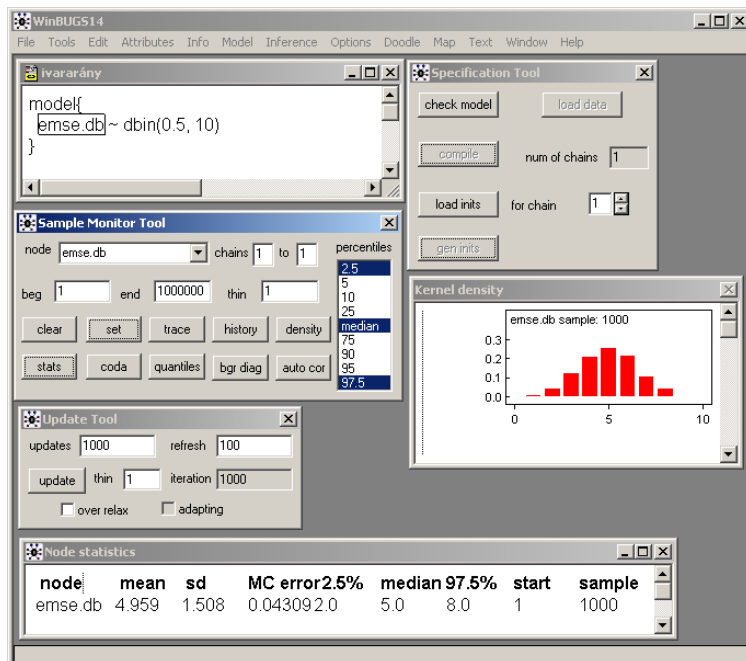 WinBUGS14
File Tools Edit Attributes Info Model Inference Options Doodle Map Text Window Help
ivararány
model{
emse.db ~ dbin(0.5, 10)
}
Specification Tool
check model load data
compile num of chains 1
load inits for chain 1
gen inits
Sample Monitor Tool
node emse.db chains 1 to 1 percentiles
2.5
5
10
25
median
75
90
95
97.5
beg 1 end 1000000 thin 1
clear set trace history density
stats coda quantiles bgr diag auto cor
Kernel density
emse.db sample: 1000
0.3
0.2
0.1
0.0
0 5 10
Update Tool
updates 1000 refresh 100
update thin 1 iteration 1000
over relax adapting
Node statistics
node mean sd MC error 2.5% median 97.5% start sample
emse.db 4.959 1.508 0.04309 2.0 5.0 8.0 1 1000